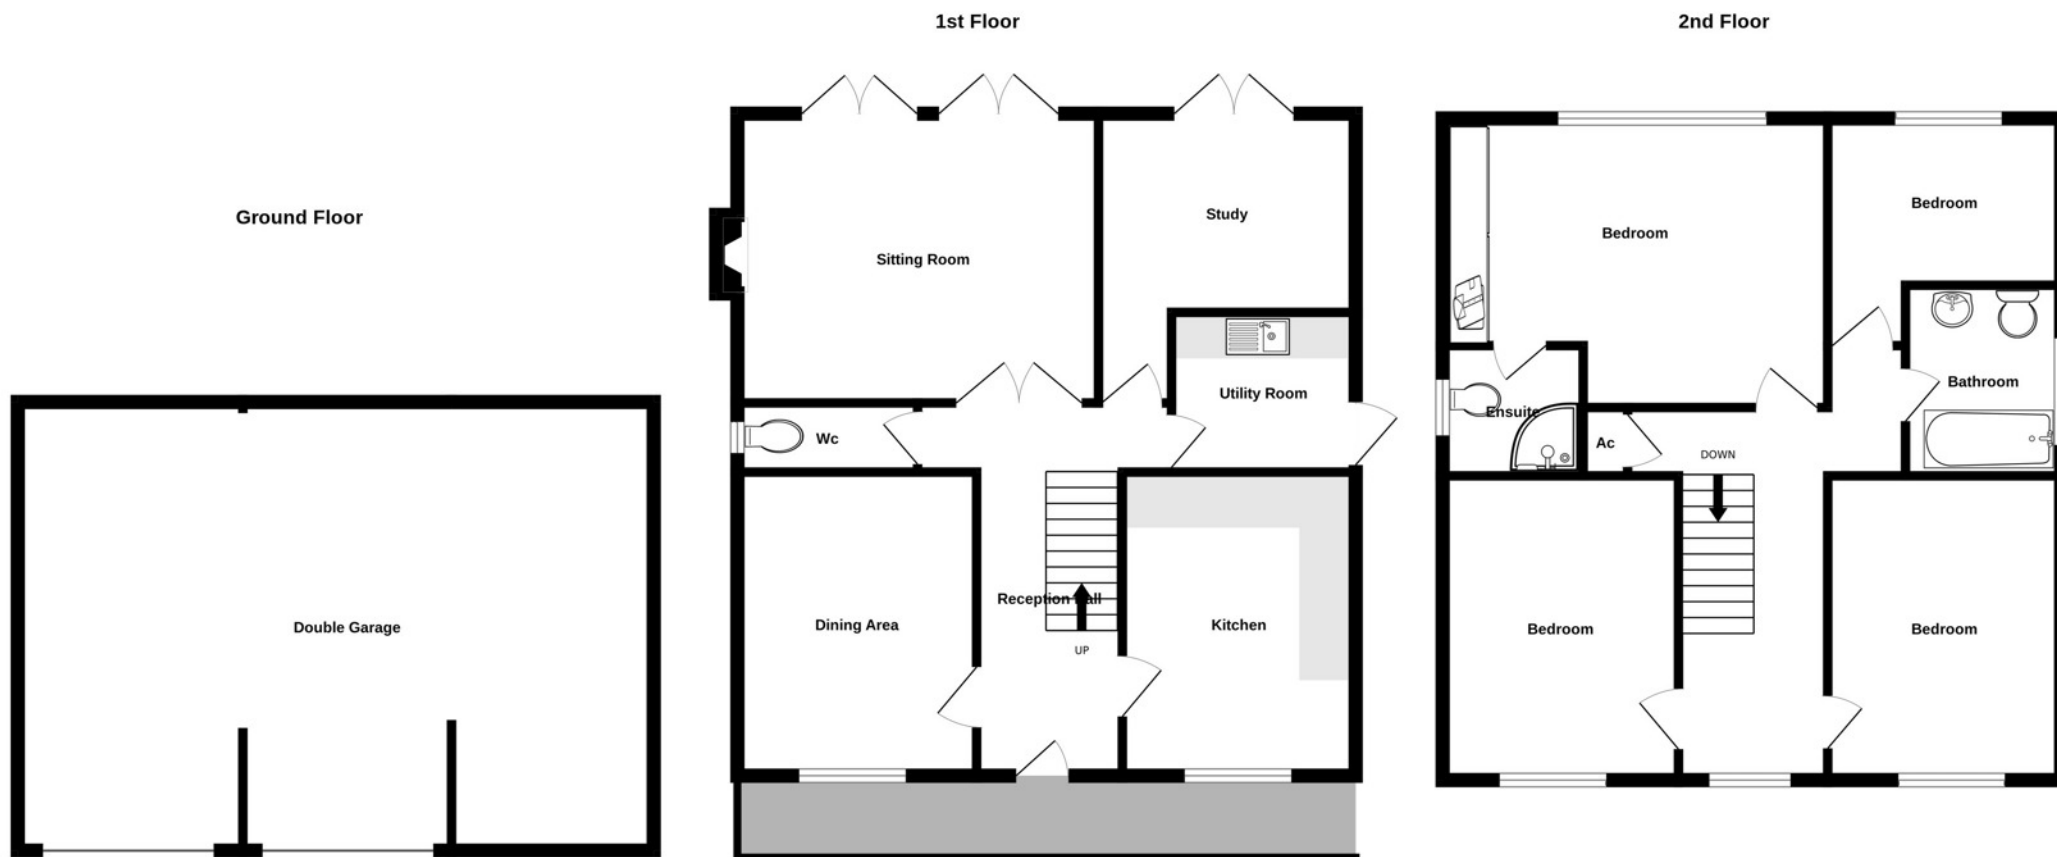 1st Floor
2nd Floor
Ground Floor
Double Garage
Sitting Room
Study
Utility Room
Wc
Dining Area
Reception Hall
UP
Kitchen
Bedroom
Bedroom
Ensuite
Ac
DOWN
Bathroom
Bedroom
Bedroom